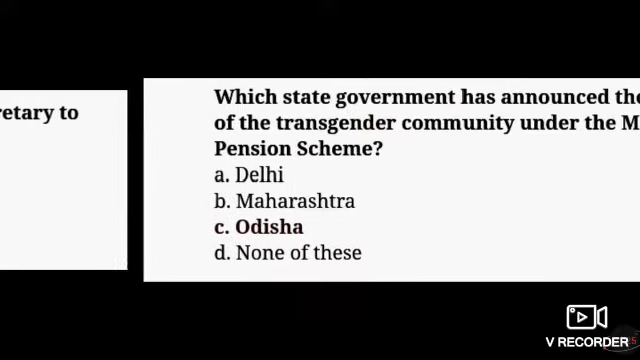 retary to
Which state government has announced the
of the transgender community under the M
Pension Scheme?
a. Delhi
b. Maharashtra
c. Odisha
d. None of these
V RECORDER